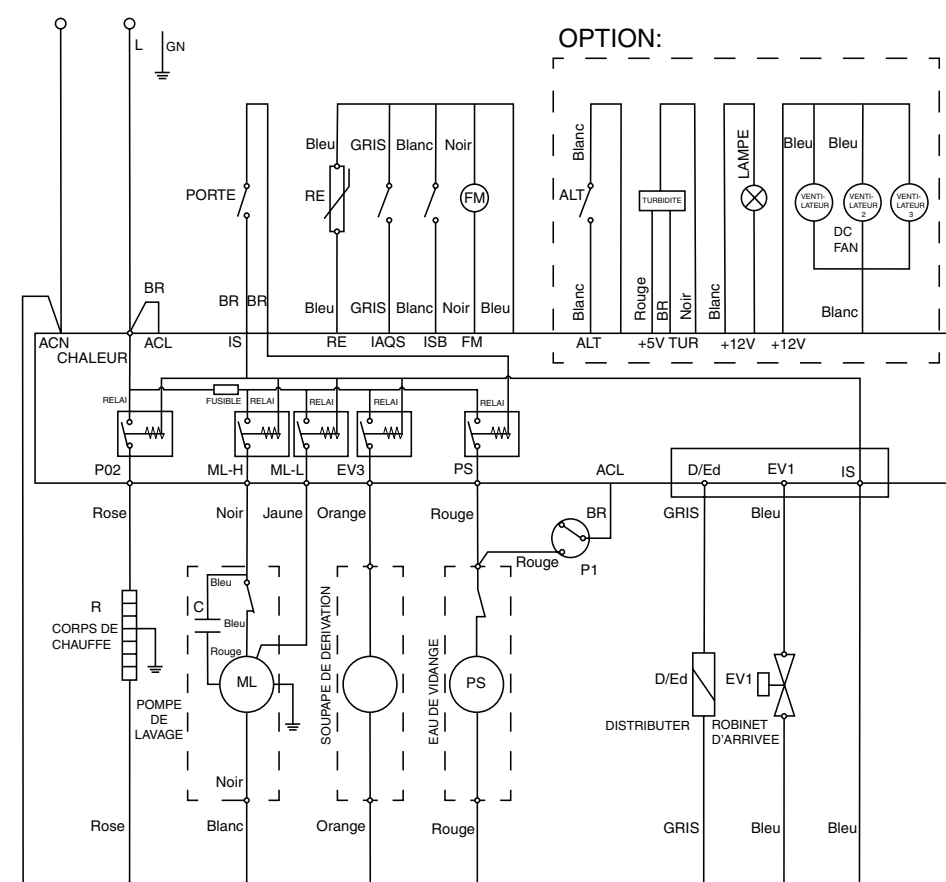 OPTION:
L
GN
Bleu
GRIS
Blanc
Noir
Blanc
LAMPE
Bleu
Bleu
PORTE
RE
FM
ALT
TURBIDITE
VENTI-
LATEUR
VENTI-
LATEUR
2
VENTI-
LATEUR
3
DC
FAN
BR
BR
BR
Bleu
GRIS
Blanc
Noir
Bleu
Blanc
Rouge
BR
Noir
Blanc
Blanc
ACN
CHALEUR
ACL
IS
RE
IAQS
ISB
FM
ALT
+5V
TUR
+12V
+12V
RELAI
FUSIBLE
RELAI
RELAI
RELAI
RELAI
P02
ML-H
ML-L
EV3
PS
ACL
D/Ed
EV1
IS
Rose
Noir
Jaune
Orange
Rouge
BR
GRIS
Bleu
Rouge
P1
R
CORPS DE
CHAUFFE
C
Bleu
Bleu
Rouge
ML
SOUPAPE DE DERIVATION
EAU DE VIDANGE
PS
D/Ed
EV1
POMPE
DE
LAVAGE
DISTRIBUTER
ROBINET
D'ARRIVEE
Noir
Rose
Blanc
Orange
Rouge
GRIS
Bleu
Bleu